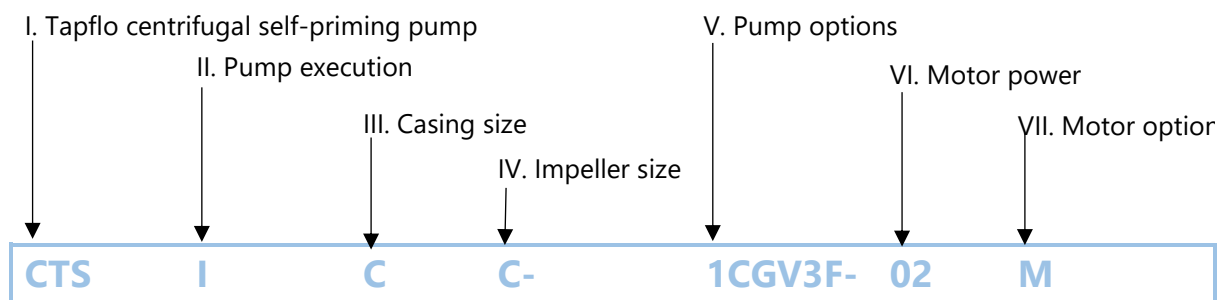 I. Tapflo centrifugal self-priming pump
V. Pump options
II. Pump execution
VI. Motor power
III. Casing size
VII. Motor option
IV. Impeller size
CTS I C C- 1CGV3F- 02 M